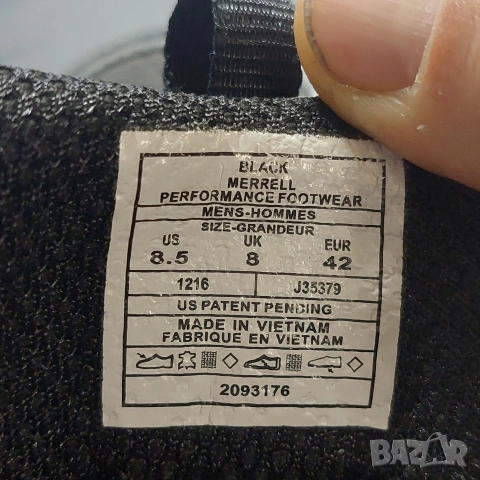 BLACK
MERRELL
PERFORMANCE FOOTWEAR
MENS-HOMMES
SIZE-GRANDEUR
US UK EUR
8.5 8 42
1216 J35379
US PATENT PENDING
MADE IN VIETNAM
FABRIQUE EN VIETNAM
2093176
BAZAR